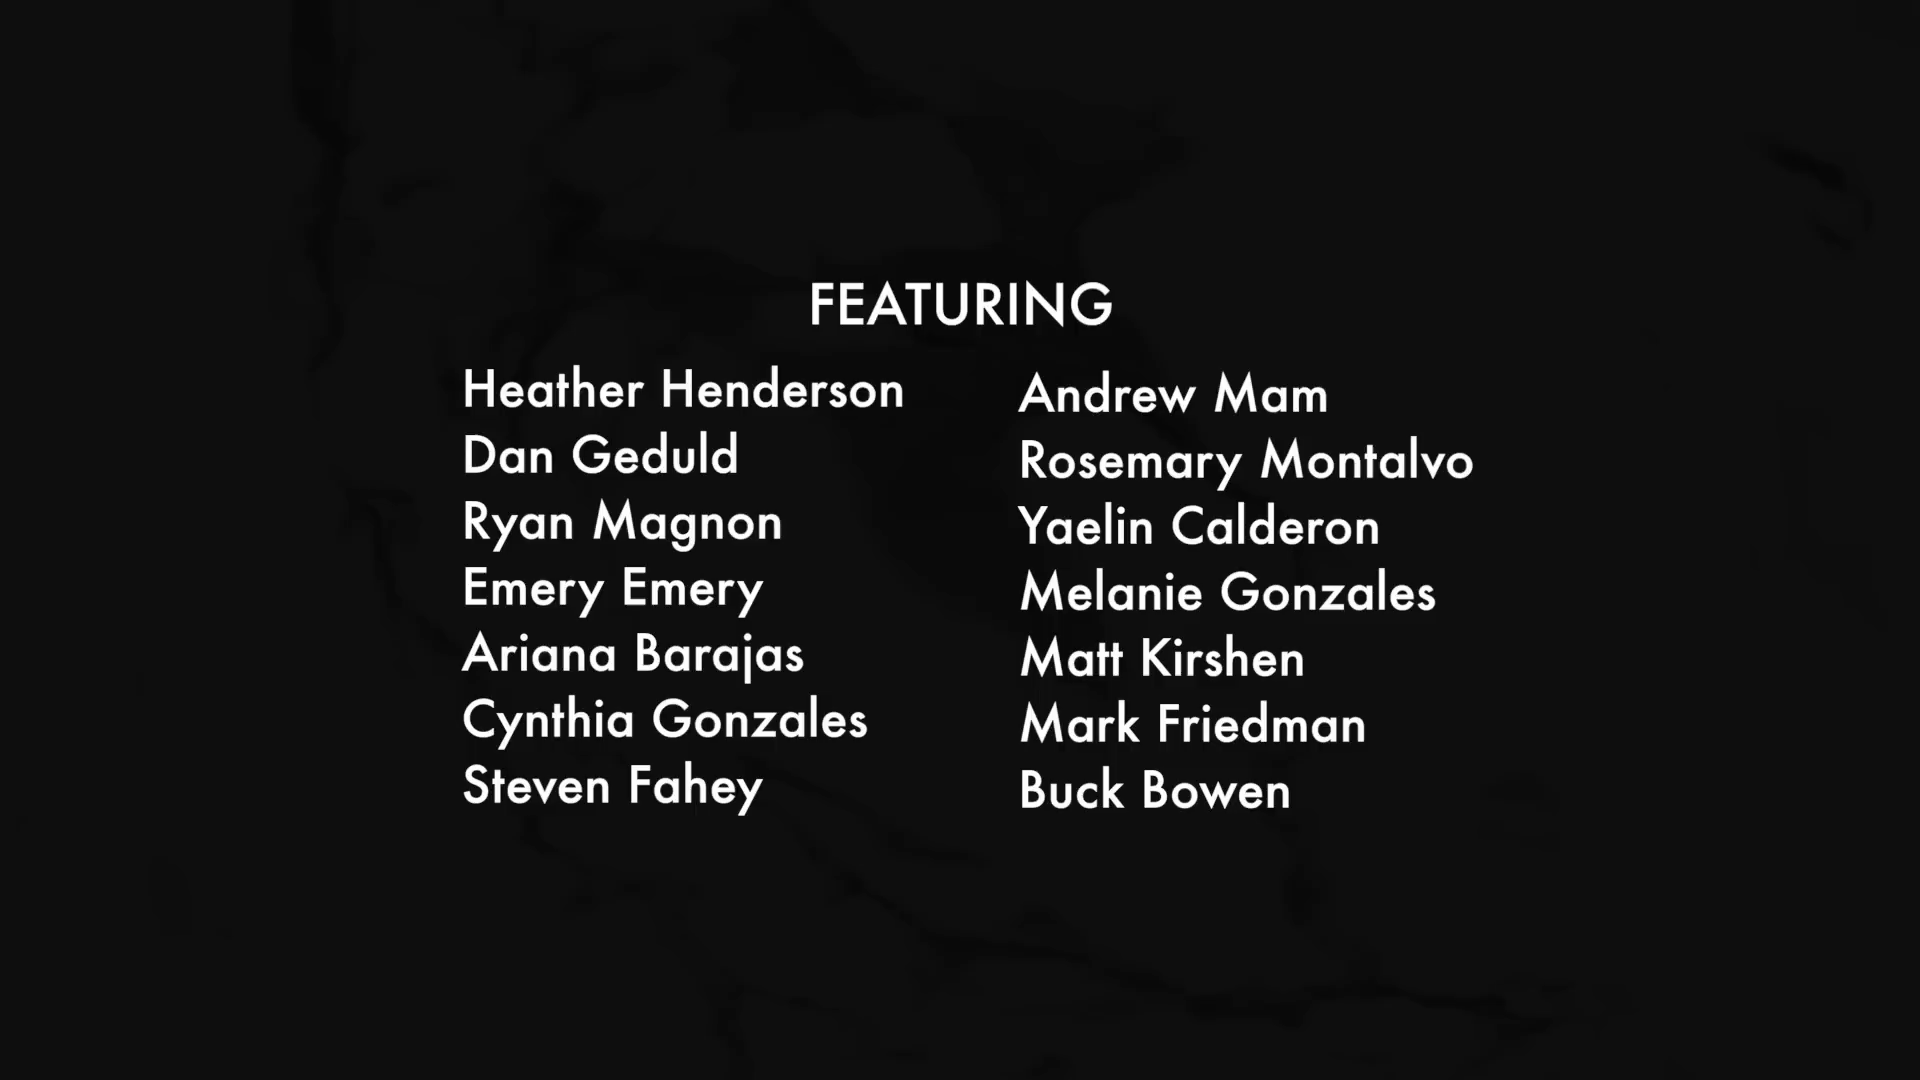 FEATURING
Heather Henderson
Dan Geduld
Ryan Magnon
Emery Emery
Ariana Barajas
Cynthia Gonzales
Steven Fahey
Andrew Mam
Rosemary Montalvo
Yaelin Calderon
Melanie Gonzales
Matt Kirshen
Mark Friedman
Buck Bowen